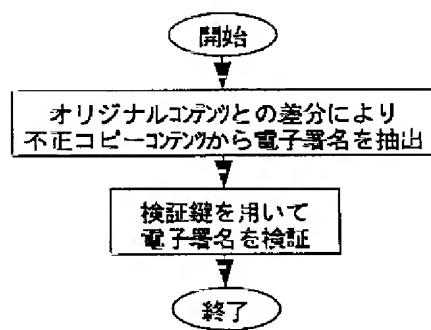 開始
オリジナルコンテンツとの差分により
不正コピーコンテンツから電子署名を抽出
検証鍵を用いて
電子署名を検証
終了